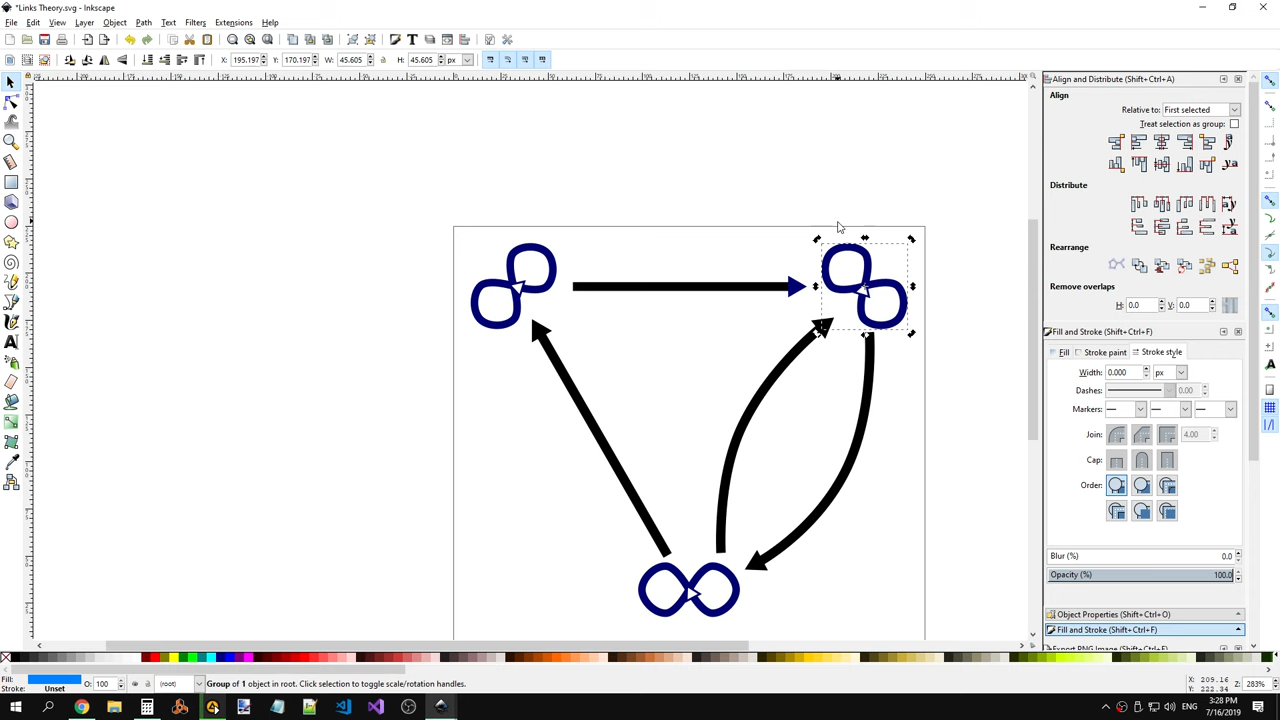 *Links Theory.svg - Inkscape
File Edit View Layer Object Path Text Filters Extensions Help
X: 195.197 Y: 170.197 W: 45.605 H: 45.605 px
Align and Distribute (Shift+Ctrl+A)
Align
Relative to: First selected
Treat selection as group:
Distribute
Rearrange
Remove overlaps
H: 0.0 V: 0.0
Fill and Stroke (Shift+Ctrl+F)
Fill Stroke paint Stroke style
Width: 0.000 px
Dashes: 0.00
Markers:
Join: 4.00
Cap:
Order:
Blur (%) 0.0
Opacity (%) 100.0
Object Properties (Shift+Ctrl+O)
Fill and Stroke (Shift+Ctrl+F)
Export PNG Image (Shift+Ctrl+E)
Fill:
Stroke: Unset
O: 100 (root) Group of 1 object in root. Click selection to toggle scale/rotation handles.
X: 209.16
Y: 222.34
Z: 283%
ENG 3:28 PM
7/16/2019